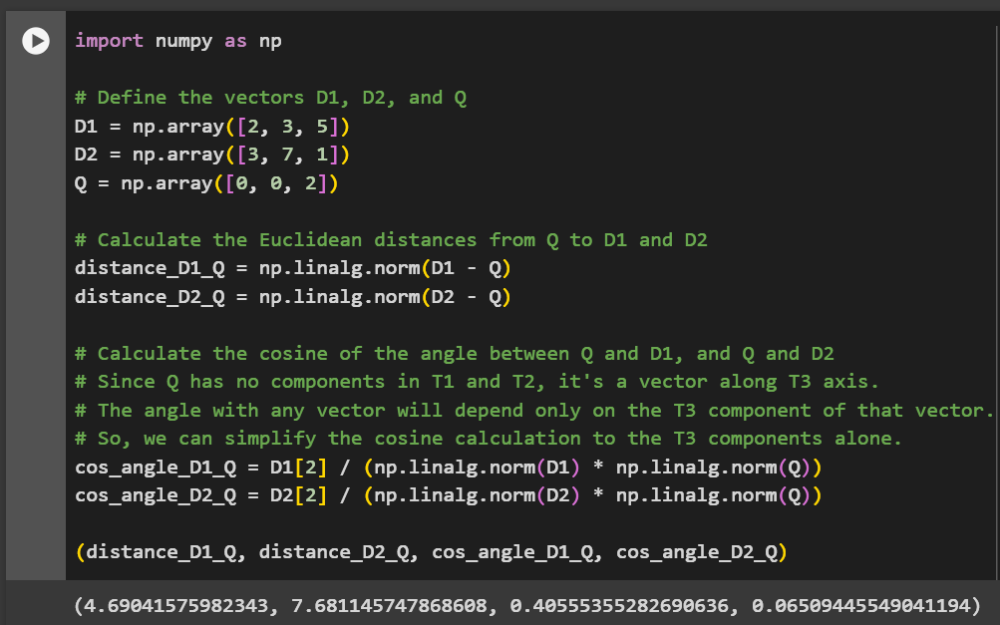 import numpy as np
# Define the vectors D1, D2, and Q
D1 = np.array([2, 3, 5])
D2 = np.array([3, 7, 1])
Q = np.array([0, 0, 2])
# Calculate the Euclidean distances from Q to D1 and D2
distance_D1_Q = np.linalg.norm(D1 - Q)
distance_D2_Q = np.linalg.norm(D2 - Q)
# Calculate the cosine of the angle between Q and D1, and Q and D2
# Since Q has no components in T1 and T2, it's a vector along T3 axis.
# The angle with any vector will depend only on the T3 component of that vector.
# So, we can simplify the cosine calculation to the T3 components alone.
cos_angle_D1_Q = D1[2] / (np.linalg.norm(D1) * np.linalg.norm(Q))
cos_angle_D2_Q = D2[2] / (np.linalg.norm(D2) * np.linalg.norm(Q))
(distance_D1_Q, distance_D2_Q, cos_angle_D1_Q, cos_angle_D2_Q)
(4.69041575982343, 7.681145747868608, 0.40555355282690636, 0.06509445549041194)